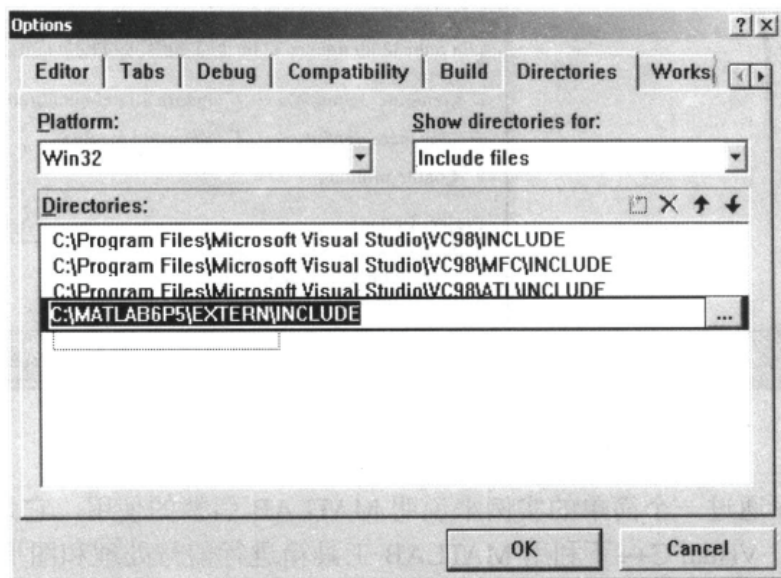 Options
Editor Tabs Debug Compatibility Build Directories Works
Platform: Show directories for:
Win32 Include files
Directories:
C:\Program Files\Microsoft Visual Studio\VC98\INCLUDE
C:\Program Files\Microsoft Visual Studio\VC98\MFC\INCLUDE
C:\Program Files\Microsoft Visual Studio\VC98\ATL\INCLUDE
C:\MATLAB6P5\EXTERN\INCLUDE
...
OK Cancel